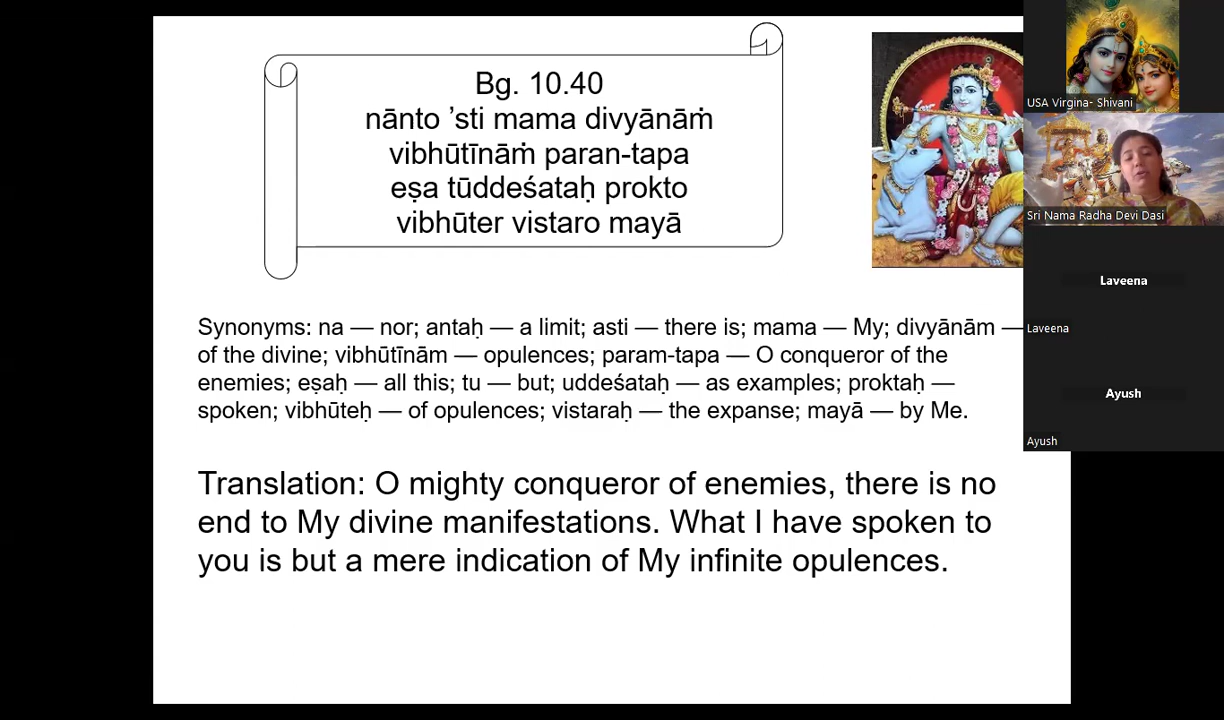 Bg. 10.40
nānto ’sti mama divyānāṁ
vibhūtīnāṁ paran-tapa
eṣa tūddeśataḥ prokto
vibhūter vistaro mayā
Synonyms: na — nor; antaḥ — a limit; asti — there is; mama — My; divyānām —
of the divine; vibhūtīnām — opulences; param-tapa — O conqueror of the
enemies; eṣaḥ — all this; tu — but; uddeśataḥ — as examples; proktaḥ —
spoken; vibhūteḥ — of opulences; vistaraḥ — the expanse; mayā — by Me.
Translation: O mighty conqueror of enemies, there is no
end to My divine manifestations. What I have spoken to
you is but a mere indication of My infinite opulences.
USA Virgina- Shivani
Sri Nama Radha Devi Dasi
Laveena
Laveena
Ayush
Ayush